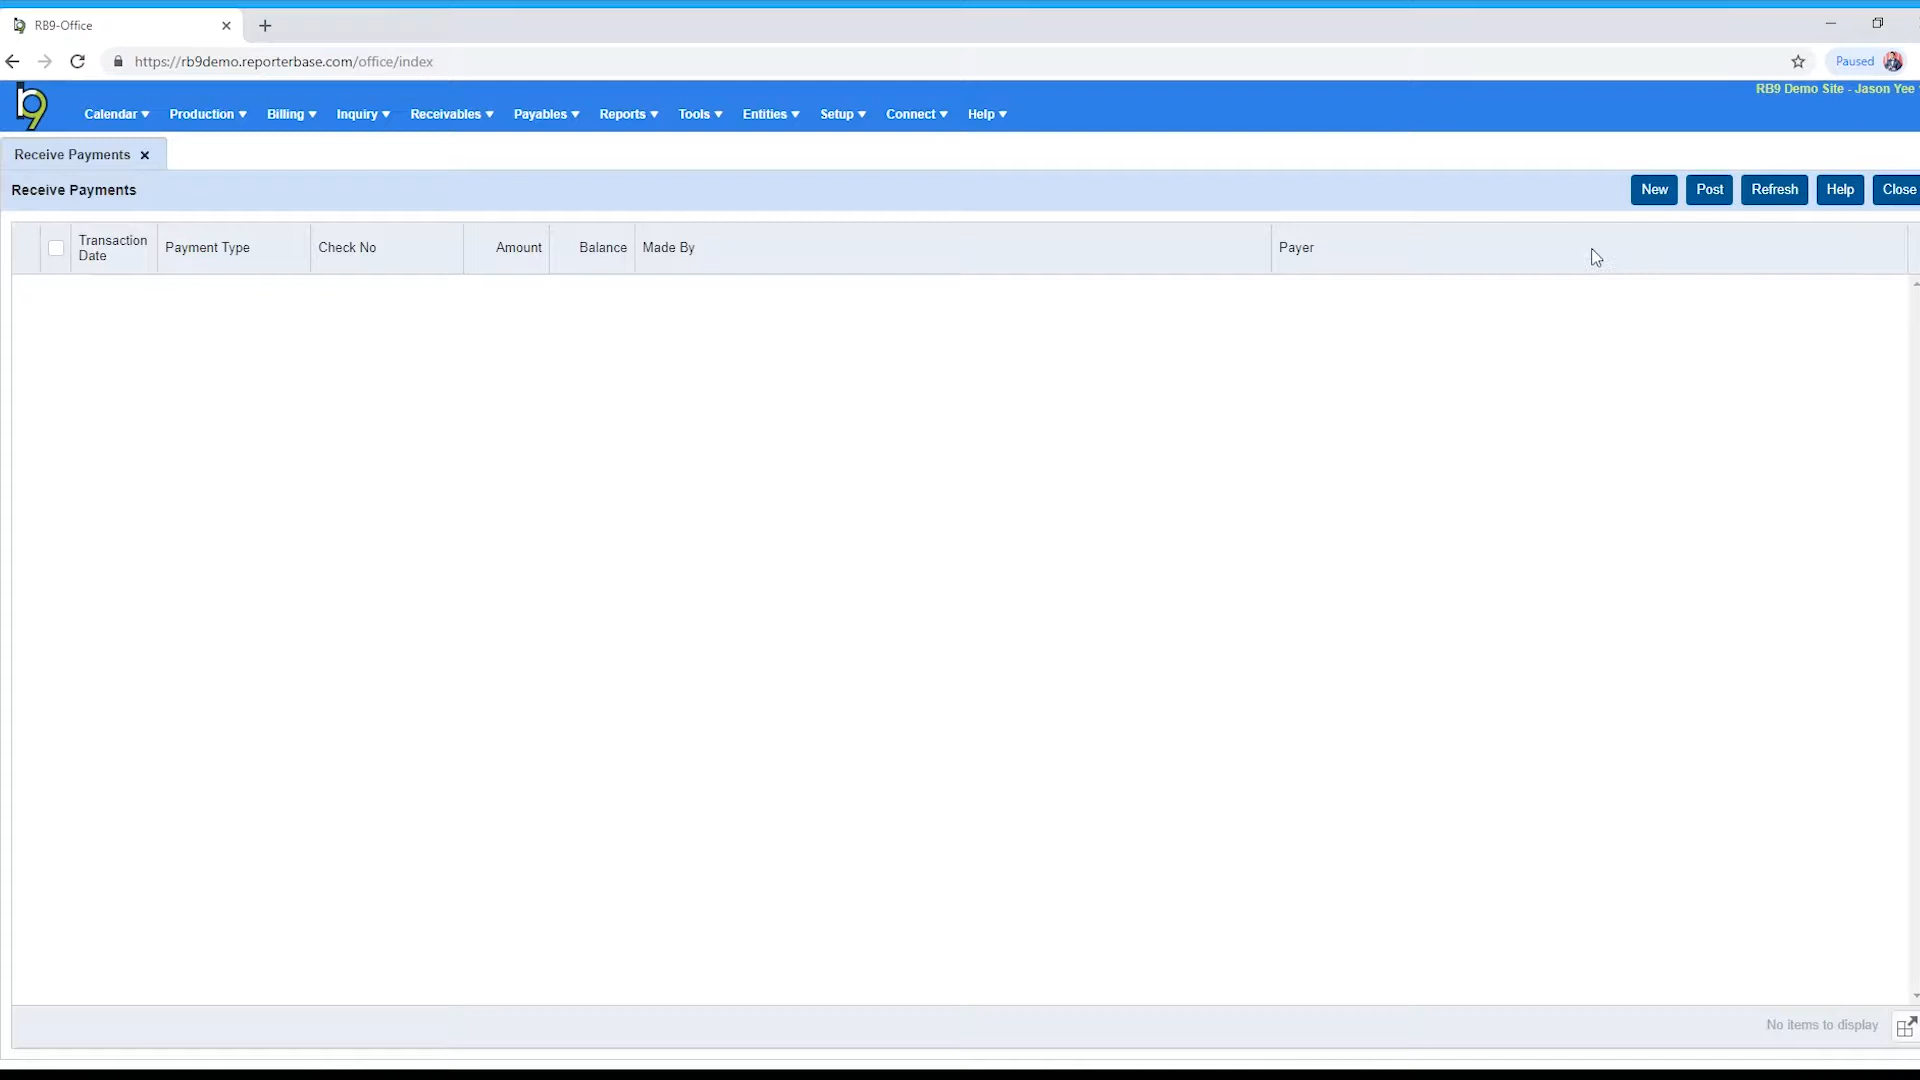 RB9-Office
https://rb9demo.reporterbase.com/office/index
Paused
RB9 Demo Site - Jason Yee
b9
Calendar Production Billing Inquiry Receivables Payables Reports Tools Entities Setup Connect Help
Receive Payments
Receive Payments
New Post Refresh Help Close
Transaction
Date
Payment Type
Check No
Amount
Balance
Made By
Payer
No items to display